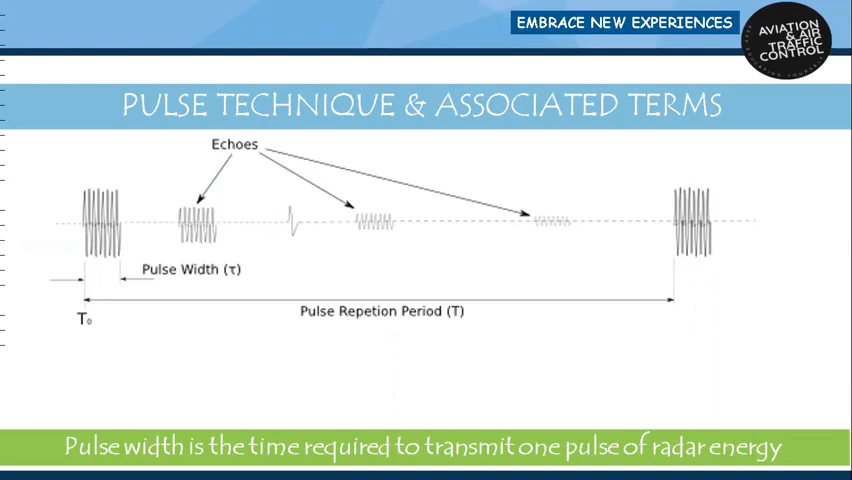 EMBRACE NEW EXPERIENCES
AVIATION
& AIR
TRAFFIC
CONTROL
PULSE TECHNIQUE & ASSOCIATED TERMS
Echoes
Pulse Width (τ)
Pulse Repetion Period (T)
T₀
Pulse width is the time required to transmit one pulse of radar energy